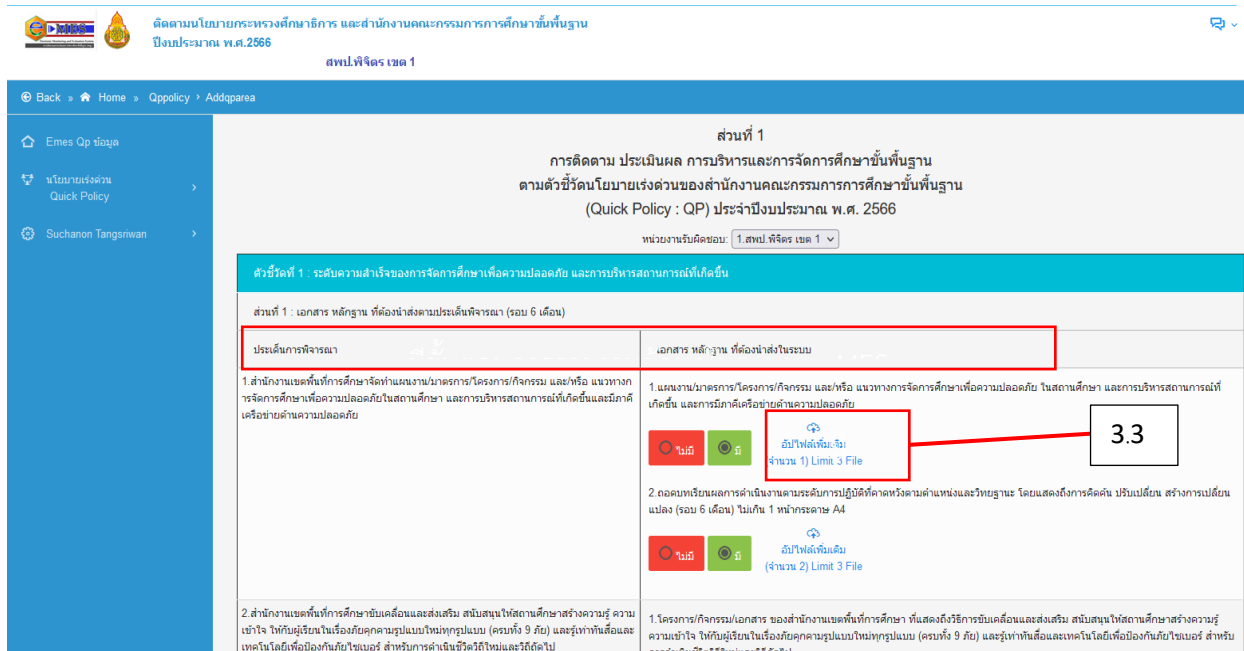 ติดตามนโยบายกระทรวงศึกษาธิการ และสำนักงานคณะกรรมการการศึกษาขั้นพื้นฐาน
ปีงบประมาณ พ.ศ.2566
สพป.พิจิตร เขต 1
Back » Home » Qppolicy › Addqparea
Emes Qp ข้อมูล
นโยบายเร่งด่วน
Quick Policy
Suchanon Tangsriwan
ส่วนที่ 1
การติดตาม ประเมินผล การบริหารและการจัดการศึกษาขั้นพื้นฐาน
ตามตัวชี้วัดนโยบายเร่งด่วนของสำนักงานคณะกรรมการการศึกษาขั้นพื้นฐาน
(Quick Policy : QP) ประจำปีงบประมาณ พ.ศ. 2566
หน่วยงานรับผิดชอบ: 1.สพป.พิจิตร เขต 1
ตัวชี้วัดที่ 1 : ระดับความสำเร็จของการจัดการศึกษาเพื่อความปลอดภัย และการบริหารสถานการณ์ที่เกิดขึ้น
ส่วนที่ 1 : เอกสาร หลักฐาน ที่ต้องนำส่งตามประเด็นพิจารณา (รอบ 6 เดือน)
ประเด็นการพิจารณา
เอกสาร หลักฐาน ที่ต้องนำส่งในระบบ
1.สำนักงานเขตพื้นที่การศึกษาจัดทำแผนงาน/มาตรการ/โครงการ/กิจกรรม และ/หรือ แนวทางก
ารจัดการศึกษาเพื่อความปลอดภัยในสถานศึกษา และการบริหารสถานการณ์ที่เกิดขึ้นและมีภาคี
เครือข่ายด้านความปลอดภัย
1.แผนงาน/มาตรการ/โครงการ/กิจกรรม และ/หรือ แนวทางการจัดการศึกษาเพื่อความปลอดภัย ในสถานศึกษา และการบริหารสถานการณ์ที่
เกิดขึ้น และการมีภาคีเครือข่ายด้านความปลอดภัย
ไม่มี
มี
อัปไฟล์เพิ่มเติม
(จำนวน 1) Limit 3 File
3.3
2.ถอดบทเรียนผลการดำเนินงานตามระดับการปฏิบัติที่คาดหวังตามตำแหน่งและวิทยฐานะ โดยแสดงถึงการคิดค้น ปรับเปลี่ยน สร้างการเปลี่ยน
แปลง (รอบ 6 เดือน) ไม่เกิน 1 หน้ากระดาษ A4
ไม่มี
มี
อัปไฟล์เพิ่มเติม
(จำนวน 2) Limit 3 File
2.สำนักงานเขตพื้นที่การศึกษาขับเคลื่อนและส่งเสริม สนับสนุนให้สถานศึกษาสร้างความรู้ ความ
เข้าใจ ให้กับผู้เรียนในเรื่องภัยคุกคามรูปแบบใหม่ทุกรูปแบบ (ครบทั้ง 9 ภัย) และรู้เท่าทันสื่อและ
เทคโนโลยีเพื่อป้องกันภัยไซเบอร์ สำหรับการดำเนินชีวิตวิถีใหม่และวิถีถัดไป
1.โครงการ/กิจกรรม/เอกสาร ของสำนักงานเขตพื้นที่การศึกษา ที่แสดงถึงวิธีการขับเคลื่อนและส่งเสริม สนับสนุนให้สถานศึกษาสร้างความรู้
ความเข้าใจ ให้กับผู้เรียนในเรื่องภัยคุกคามรูปแบบใหม่ทุกรูปแบบ (ครบทั้ง 9 ภัย) และรู้เท่าทันสื่อและเทคโนโลยีเพื่อป้องกันภัยไซเบอร์ สำหรับ